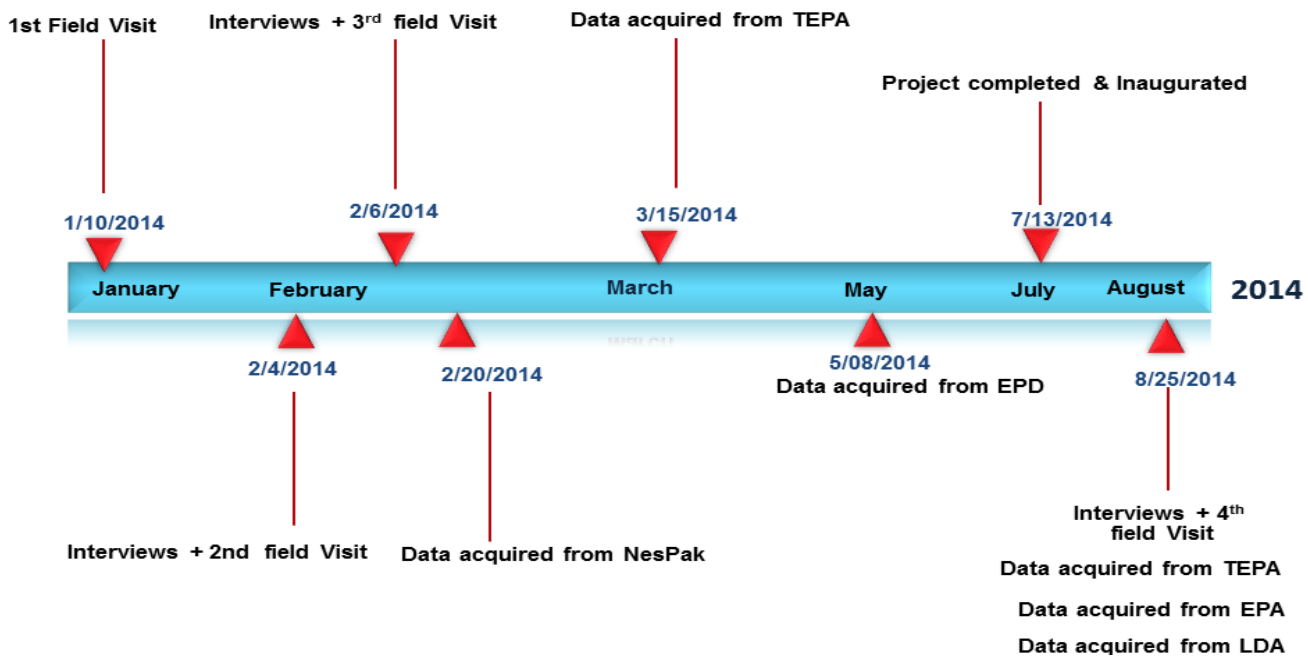 1st Field Visit
Interviews + 3rd field Visit
Data acquired from TEPA
Project completed & Inaugurated
1/10/2014
2/6/2014
3/15/2014
7/13/2014
January
February
March
May
July
August
2014
2/4/2014
2/20/2014
5/08/2014
Data acquired from EPD
8/25/2014
Interviews + 2nd field Visit
Data acquired from NesPak
Interviews + 4th
field Visit
Data acquired from TEPA
Data acquired from EPA
Data acquired from LDA